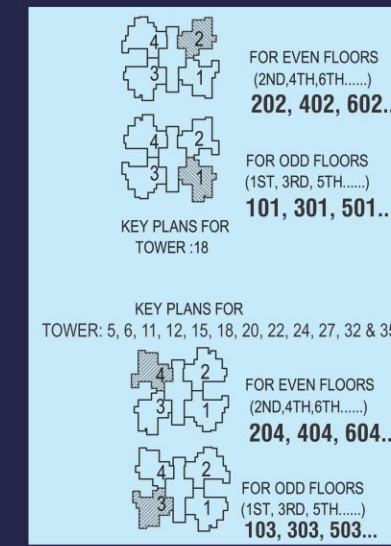 4 2
3 1
FOR EVEN FLOORS
(2ND,4TH,6TH......)
202, 402, 602..
4 2
3 1
FOR ODD FLOORS
(1ST, 3RD, 5TH......)
101, 301, 501..
KEY PLANS FOR
TOWER :18
KEY PLANS FOR
TOWER: 5, 6, 11, 12, 15, 18, 20, 22, 24, 27, 32 & 35
4 2
3 1
FOR EVEN FLOORS
(2ND,4TH,6TH......)
204, 404, 604..
4 2
3 1
FOR ODD FLOORS
(1ST, 3RD, 5TH......)
103, 303, 503...